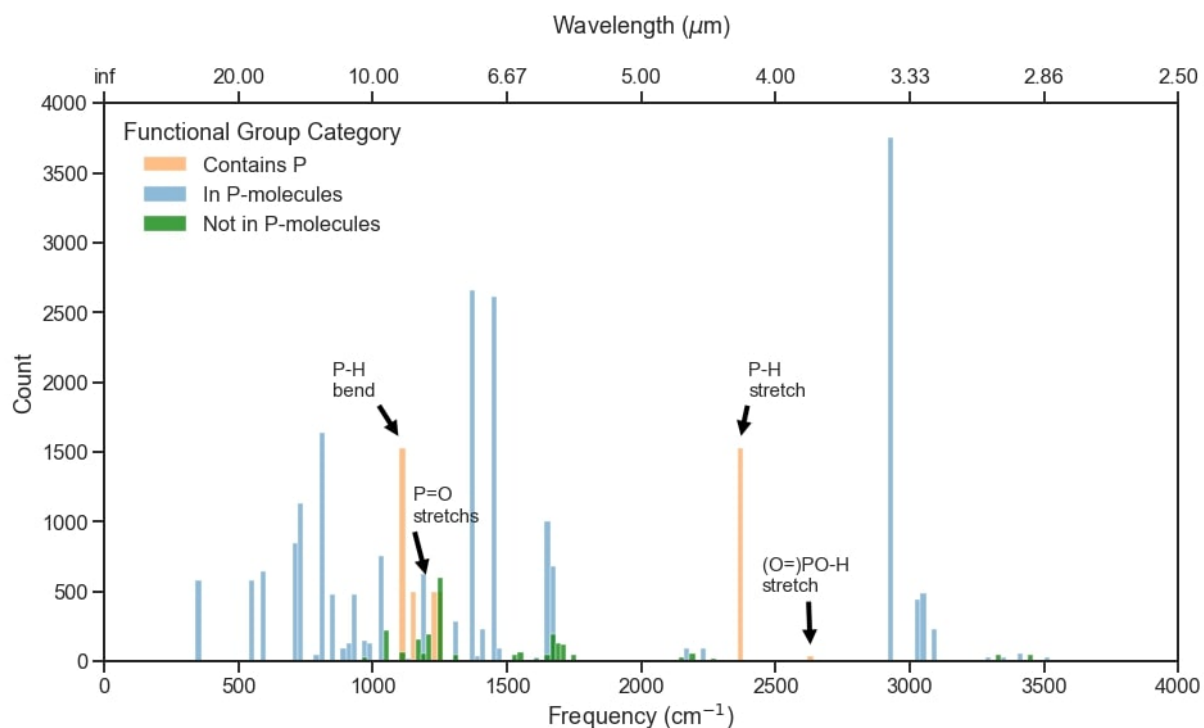 Wavelength (μm)
inf 20.00 10.00 6.67 5.00 4.00 3.33 2.86 2.50
4000
Functional Group Category
Contains P
In P-molecules
Not in P-molecules
3500
3000
2500
2000
1500
1000
500
0
Count
P-H
bend
P=O
stretchs
P-H
stretch
(O=)PO-H
stretch
0 500 1000 1500 2000 2500 3000 3500 4000
Frequency (cm⁻¹)